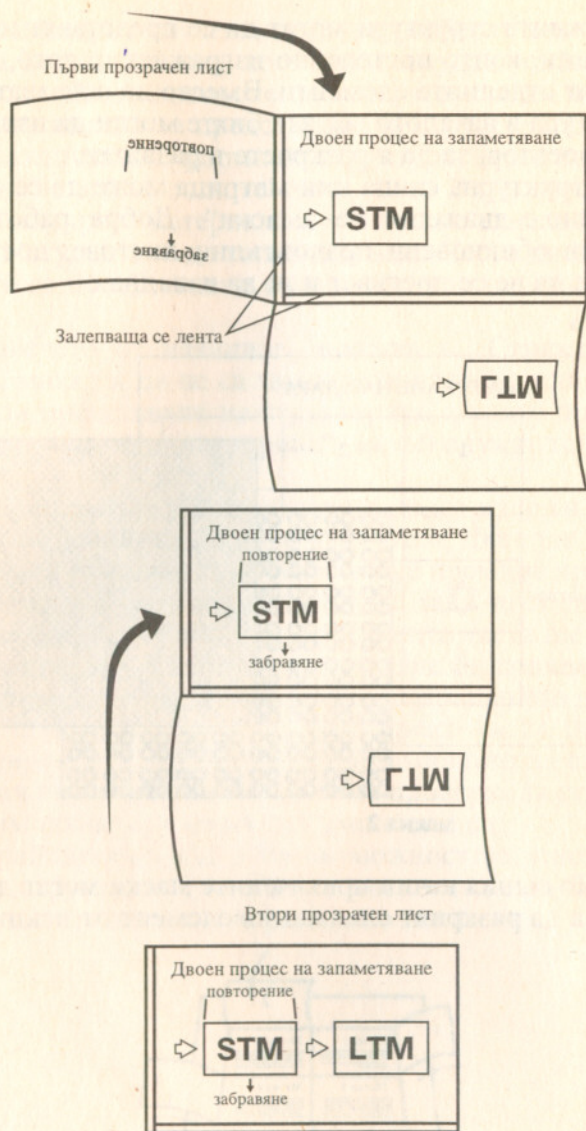 Първи прозрачен лист
повторение
забравяне
Двоен процес на запаметяване
STM
Залепваща се лента
LTM
Двоен процес на запаметяване
повторение
STM
забравяне
LTM
Втори прозрачен лист
Двоен процес на запаметяване
повторение
STM
LTM
забравяне